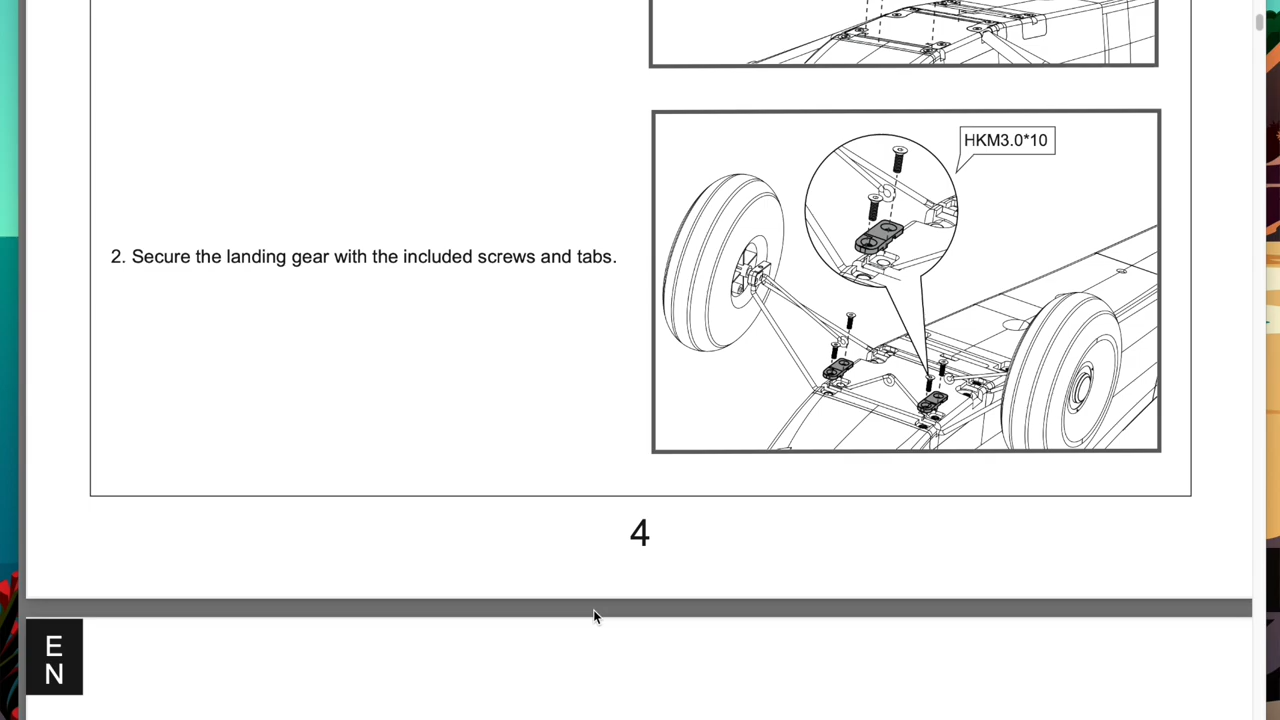 HKM3.0*10
2. Secure the landing gear with the included screws and tabs.
4
E
N